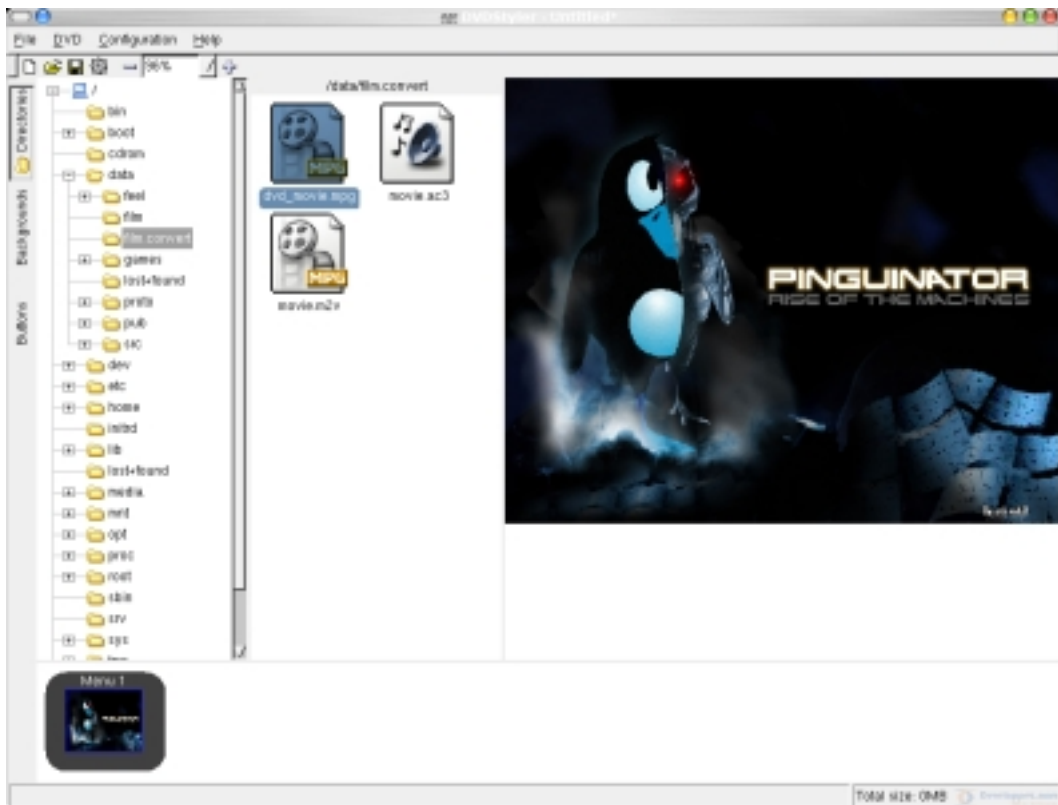 DVDStyler - Untitled*
File DVD Configuration Help
96%
Directories
Backgrounds
Buttons
/
bin
boot
cdrom
data
feel
film
film.convert
games
lost+found
proto
pub
src
dev
etc
home
initrd
lib
lost+found
media
mnt
opt
proc
root
sbin
srv
sys
/data/film.convert
MPG
dvd_movie.mpg
movie.ac3
MPG
movie.m2v
PINGUINATOR
RISE OF THE MACHINES
Menu 1
Total size: 0MB